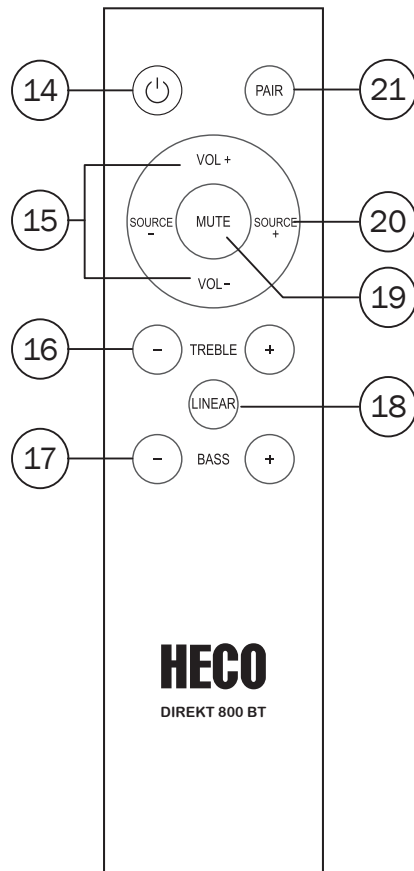 14
PAIR
21
VOL +
15
SOURCE
−
MUTE
SOURCE
+
20
VOL−
19
16
− TREBLE +
LINEAR
18
17
− BASS +
HECO
DIREKT 800 BT